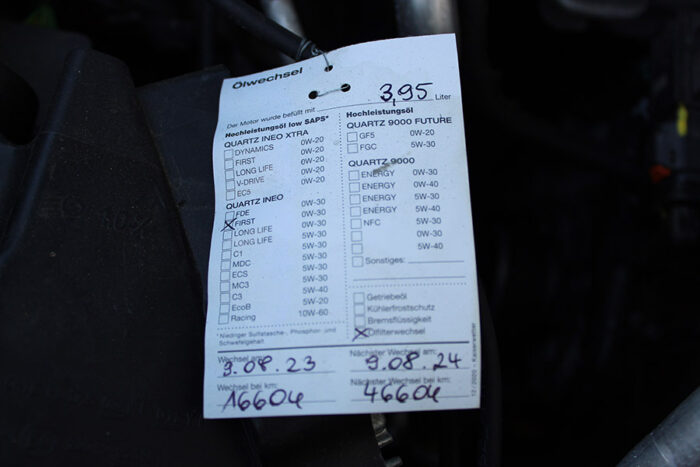 Ölwechsel
Der Motor wurde befüllt mit 3,95 Liter
Hochleistungsöl low SAPS*
QUARTZ INEO XTRA
DYNAMICS 0W-20
FIRST 0W-20
LONG LIFE 0W-20
V-DRIVE 0W-20
EC5
QUARTZ INEO
FDE 0W-30
FIRST 0W-30
LONG LIFE 0W-30
LONG LIFE 5W-30
C1 5W-30
MDC 5W-30
ECS 5W-30
MC3 5W-30
C3 5W-40
EcoB 5W-20
Racing 10W-60
*Niedriger Sulfatasche-, Phosphor- und
Schwefelgehalt
Hochleistungsöl
QUARTZ 9000 FUTURE
GF5 0W-20
FGC 5W-30
QUARTZ 9000
ENERGY 0W-30
ENERGY 0W-40
ENERGY 5W-30
ENERGY 5W-40
NFC 5W-30
0W-30
5W-40
Sonstiges:
Getriebeöl
Kühlerfrostschutz
Bremsflüssigkeit
Ölfilterwechsel
Wechsel am: 9.08.23
Nächster Wechsel am: 9.08.24
Wechsel bei km: 16604
Nächster Wechsel bei km: 46604